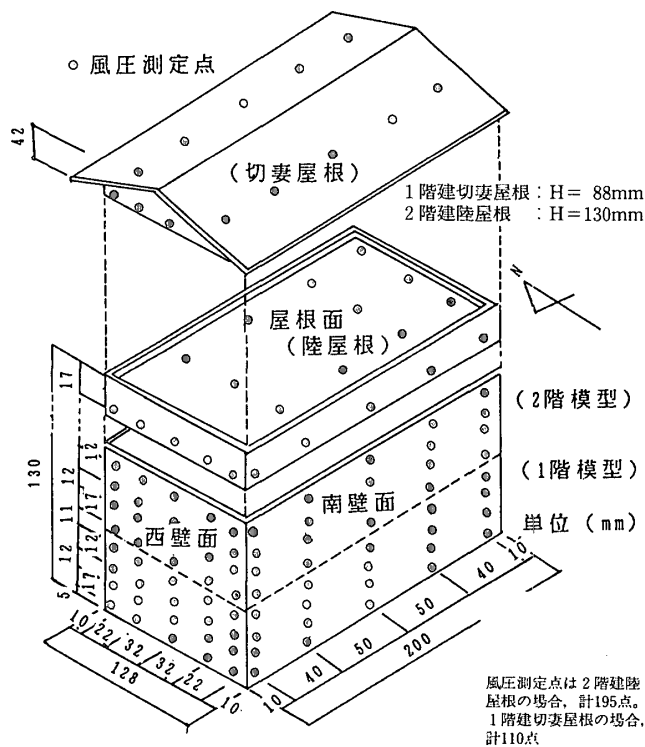 ○ 風圧測定点
42
(切妻屋根)
1階建切妻屋根：H＝ 88mm
2階建陸屋根 ：H＝130mm
N
屋根面
(陸屋根)
(2階模型)
(1階模型)
単位 (mm)
南壁面
西壁面
130
17
12
12
17
11
12
12
17
5
10
22
32
32
22
10
128
10
40
50
50
40
10
200
風圧測定点は2階建陸
屋根の場合，計195点。
1階建切妻屋根の場合，
計110点